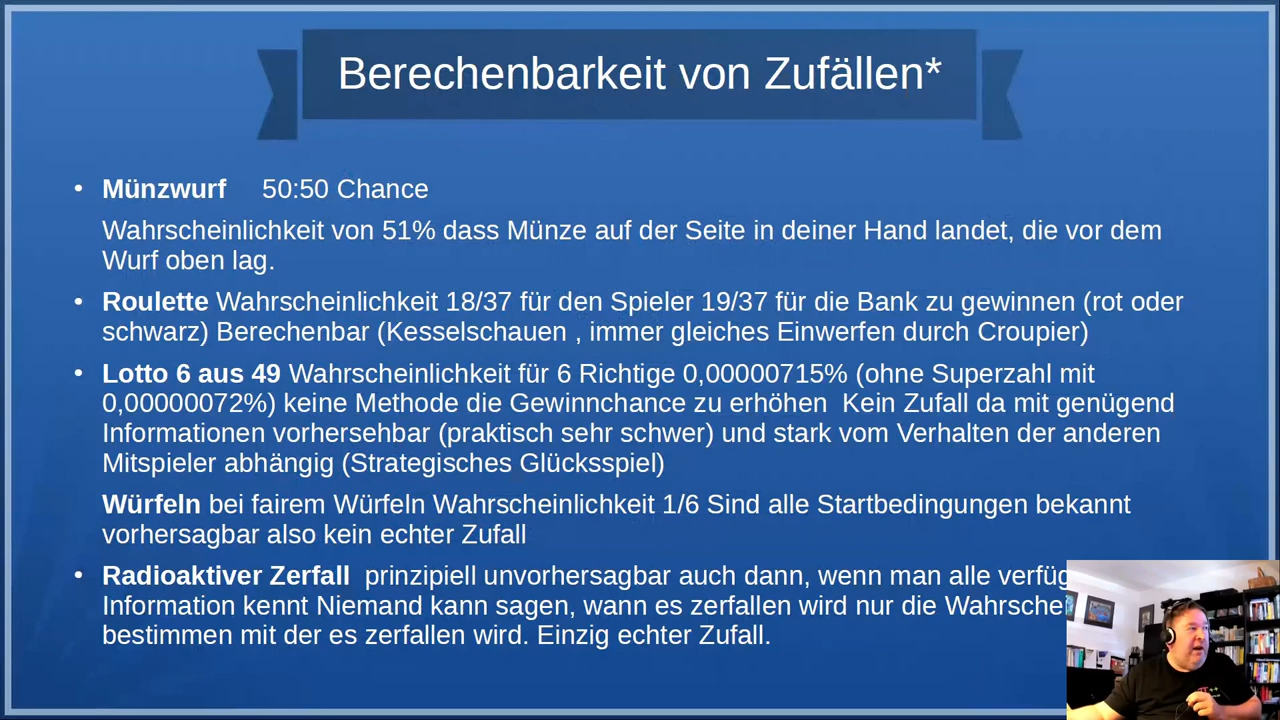 Berechenbarkeit von Zufällen*
• Münzwurf 50:50 Chance
Wahrscheinlichkeit von 51% dass Münze auf der Seite in deiner Hand landet, die vor dem
Wurf oben lag.
• Roulette Wahrscheinlichkeit 18/37 für den Spieler 19/37 für die Bank zu gewinnen (rot oder
schwarz) Berechenbar (Kesselschauen , immer gleiches Einwerfen durch Croupier)
• Lotto 6 aus 49 Wahrscheinlichkeit für 6 Richtige 0,00000715% (ohne Superzahl mit
0,00000072%) keine Methode die Gewinnchance zu erhöhen Kein Zufall da mit genügend
Informationen vorhersehbar (praktisch sehr schwer) und stark vom Verhalten der anderen
Mitspieler abhängig (Strategisches Glücksspiel)
Würfeln bei fairem Würfeln Wahrscheinlichkeit 1/6 Sind alle Startbedingungen bekannt
vorhersagbar also kein echter Zufall
• Radioaktiver Zerfall prinzipiell unvorhersagbar auch dann, wenn man alle
Information kennt Niemand kann sagen, wann es zerfallen wird nur die
bestimmen mit der es zerfallen wird. Einzig echter Zufall.